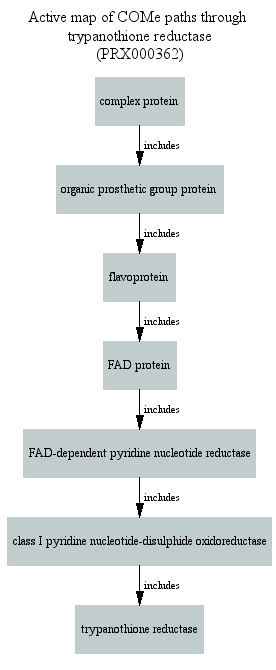 Active map of COMe paths through
trypanothione reductase
(PRX000362)
complex protein
includes
organic prosthetic group protein
includes
flavoprotein
includes
FAD protein
includes
FAD-dependent pyridine nucleotide reductase
includes
class I pyridine nucleotide-disulphide oxidoreductase
includes
trypanothione reductase